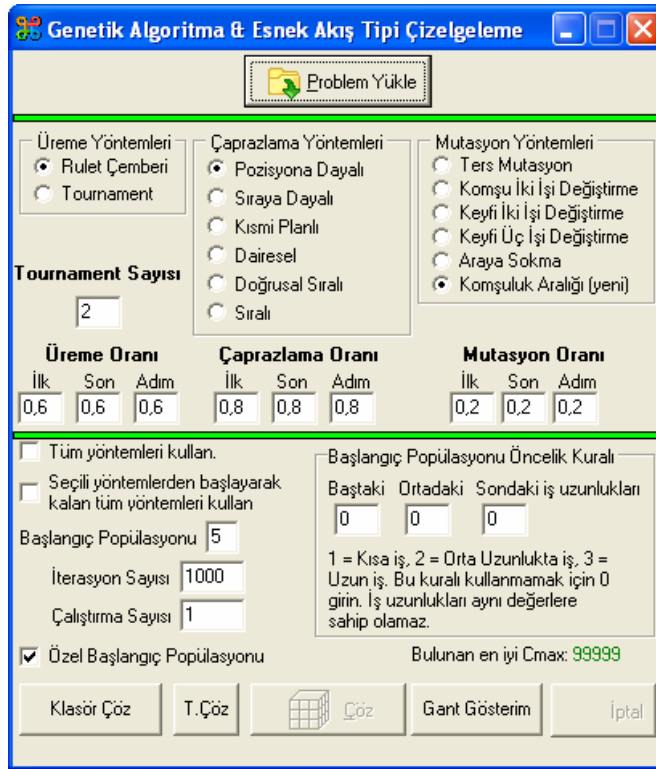 Genetik Algoritma & Esnek Akış Tipi Çizelgeleme
Problem Yükle
Üreme Yöntemleri
Rulet Çemberi
Tournament
Tournament Sayısı
2
Çaprazlama Yöntemleri
Pozisyona Dayalı
Sıraya Dayalı
Kısmi Planlı
Dairesel
Doğrusal Sıralı
Sıralı
Mutasyon Yöntemleri
Ters Mutasyon
Komşu İki İşi Değiştirme
Keyfi İki İşi Değiştirme
Keyfi Üç İşi Değiştirme
Araya Sokma
Komşuluk Aralığı (yeni)
Üreme Oranı
İlk Son Adım
0,6 0,6 0,6
Çaprazlama Oranı
İlk Son Adım
0,8 0,8 0,8
Mutasyon Oranı
İlk Son Adım
0,2 0,2 0,2
Tüm yöntemleri kullan.
Seçili yöntemlerden başlayarak
kalan tüm yöntemleri kullan
Başlangıç Popülasyonu 5
İterasyon Sayısı 1000
Çalıştırma Sayısı 1
Özel Başlangıç Popülasyonu
Başlangıç Popülasyonu Öncelik Kuralı
Baştaki Ortadaki Sondaki iş uzunlukları
0 0 0
1 = Kısa iş, 2 = Orta Uzunlukta iş, 3 =
Uzun iş. Bu kuralı kullanmamak için 0
girin. İş uzunlukları aynı değerlere
sahip olamaz.
Bulunan en iyi Cmax: 99999
Klasör Çöz T.Çöz Çöz Gant Gösterim İptal